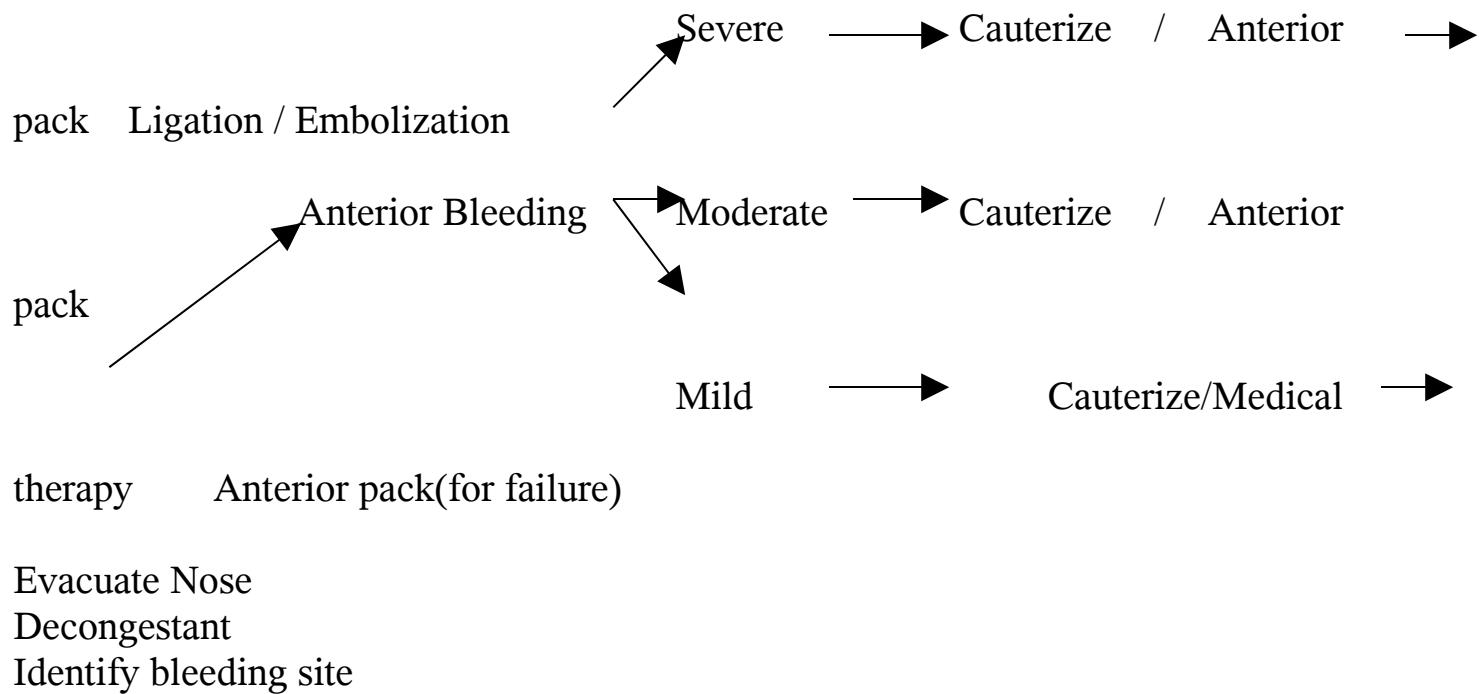 Severe Cauterize / Anterior
pack Ligation / Embolization
Anterior Bleeding Moderate Cauterize / Anterior
pack
Mild Cauterize/Medical
therapy Anterior pack(for failure)
Evacuate Nose
Decongestant
Identify bleeding site